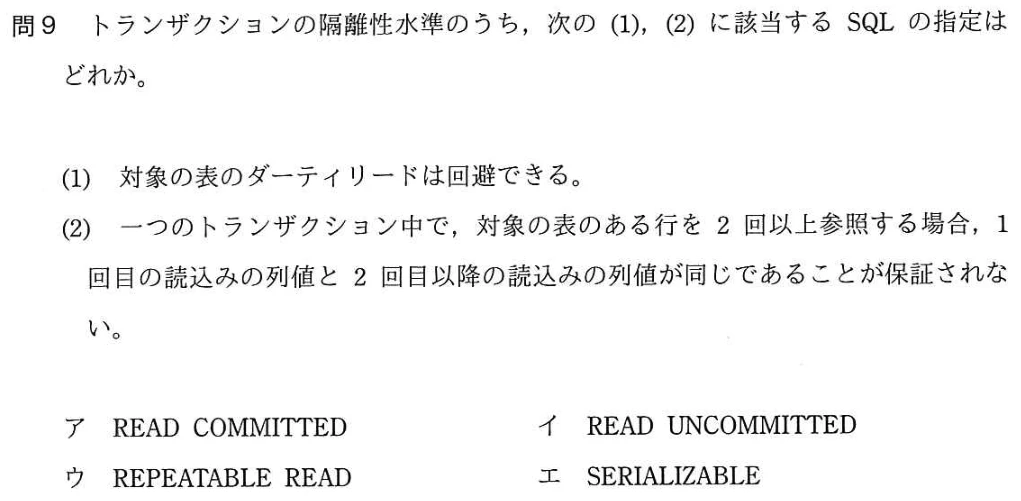 問9 トランザクションの隔離性水準のうち，次の (1)，(2) に該当する SQL の指定は
どれか。
(1) 対象の表のダーティリードは回避できる。
(2) 一つのトランザクション中で，対象の表のある行を 2 回以上参照する場合，1
回目の読込みの列値と 2 回目以降の読込みの列値が同じであることが保証されな
い。
ア READ COMMITTED イ READ UNCOMMITTED
ウ REPEATABLE READ エ SERIALIZABLE